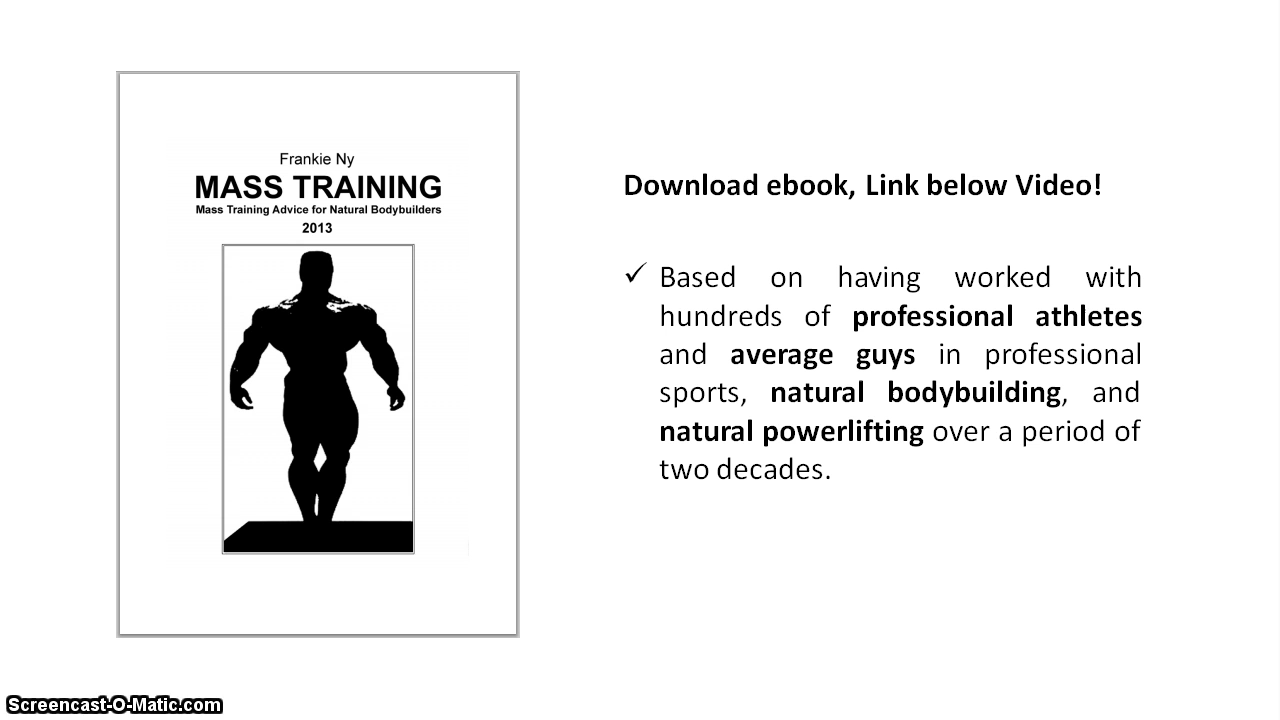 Frankie Ny
MASS TRAINING
Mass Training Advice for Natural Bodybuilders
2013
Download ebook, Link below Video!
✓ Based on having worked with
hundreds of professional athletes
and average guys in professional
sports, natural bodybuilding, and
natural powerlifting over a period of
two decades.
Screencast-O-Matic.com